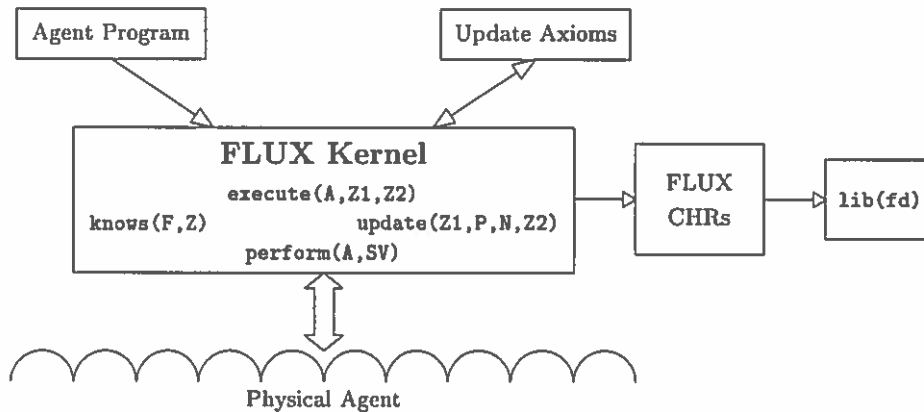 Agent Program
Update Axioms
FLUX Kernel
execute(A,Z1,Z2)
knows(F,Z)
update(Z1,P,N,Z2)
perform(A,SV)
FLUX
CHRs
lib(fd)
Physical Agent